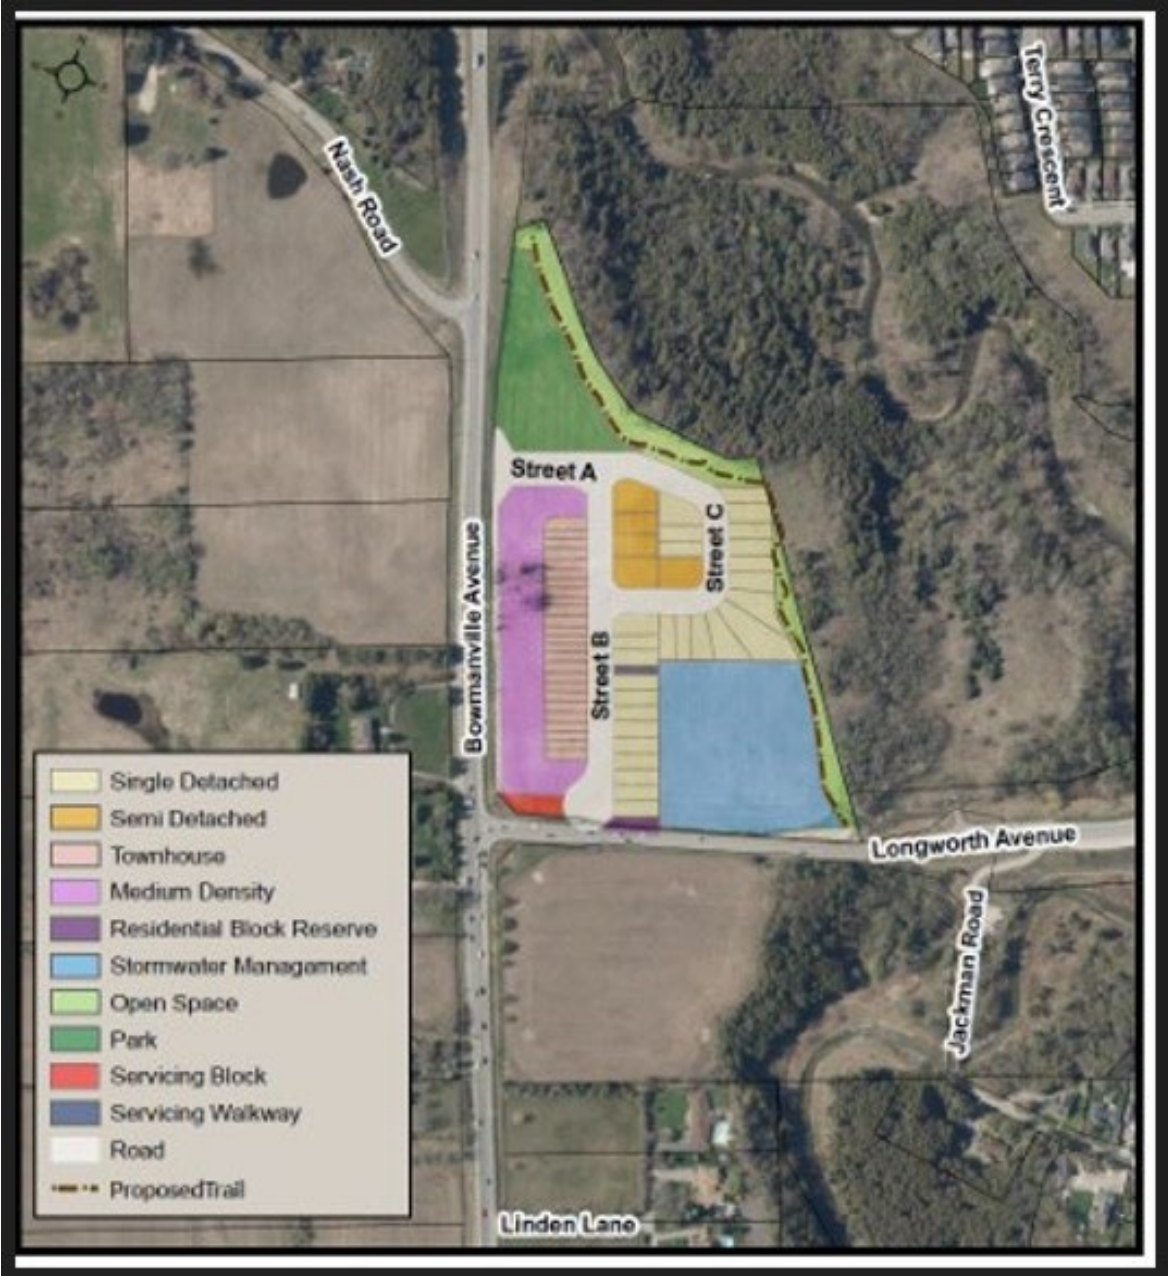 Terry Crescent
Nash Road
Street A
Street C
Bowmanville Avenue
Street B
Single Detached
Semi Detached
Townhouse
Medium Density
Residential Block Reserve
Stormwater Managament
Open Space
Park
Servicing Block
Servicing Walkway
Road
ProposedTrail
Longworth Avenue
Jackman Road
Linden Lane